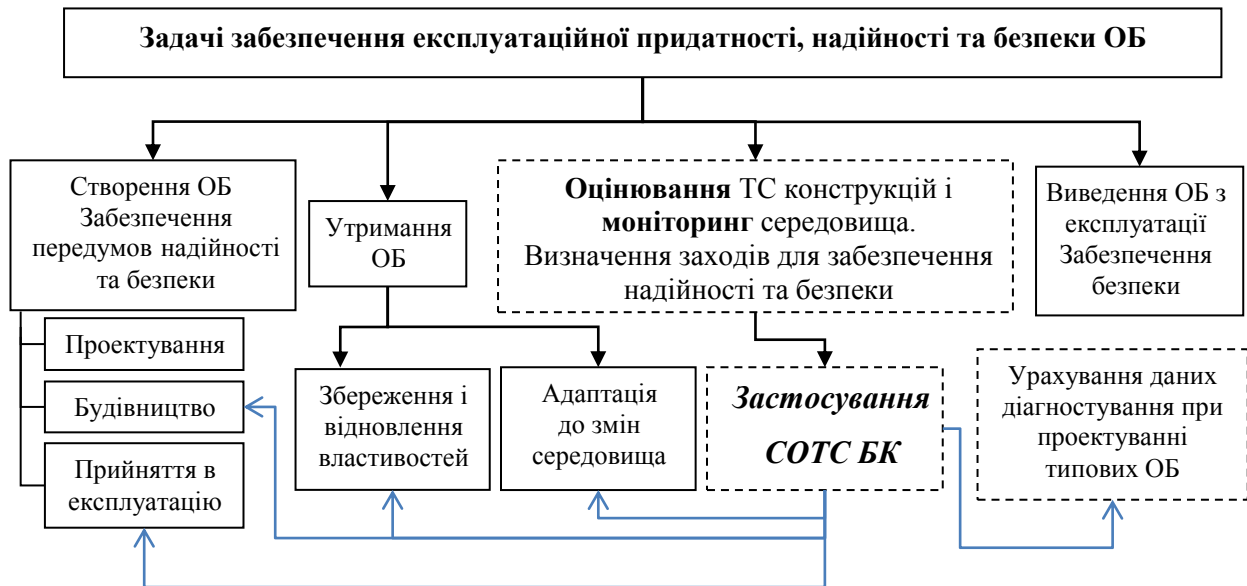 Задачі забезпечення експлуатаційної придатності, надійності та безпеки ОБ
Створення ОБ
Забезпечення
передумов надійності
та безпеки
Утримання
ОБ
Оцінювання ТС конструкцій і
моніторинг середовища.
Визначення заходів для забезпечення
надійності та безпеки
Виведення ОБ з
експлуатації
Забезпечення
безпеки
Проектування
Будівництво
Прийняття в
експлуатацію
Збереження і
відновлення
властивостей
Адаптація
до змін
середовища
Застосування
СОТС БК
Урахування даних
діагностування при
проектуванні
типових ОБ